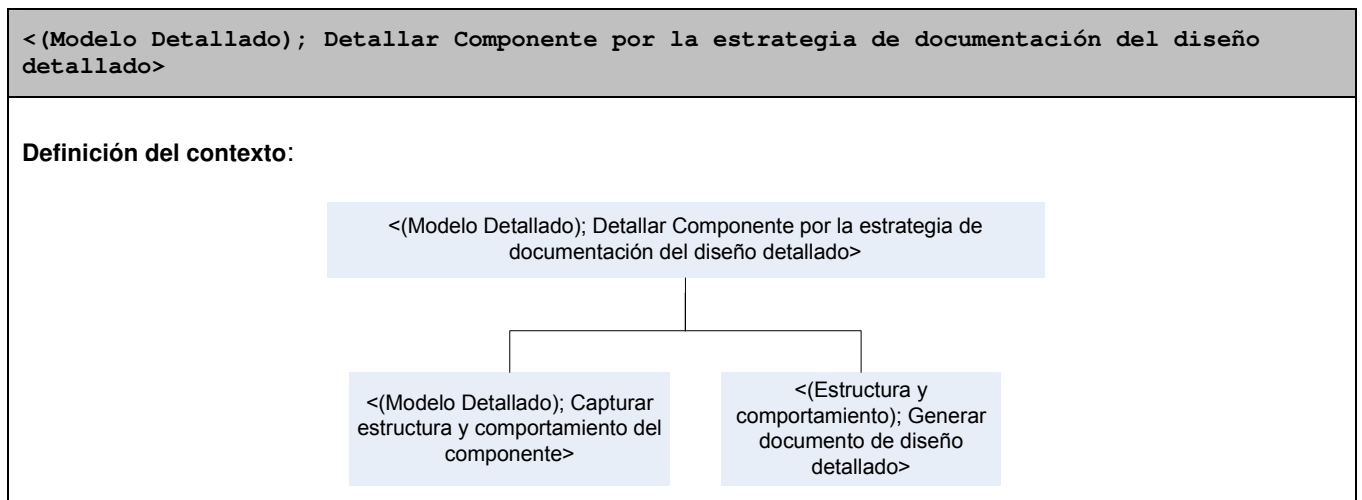 <(Modelo Detallado); Detallar Componente por la estrategia de documentación del diseño
detallado>
Definición del contexto:
<(Modelo Detallado); Detallar Componente por la estrategia de
documentación del diseño detallado>
<(Modelo Detallado); Capturar
estructura y comportamiento del
componente>
<(Estructura y
comportamiento); Generar
documento de diseño
detallado>